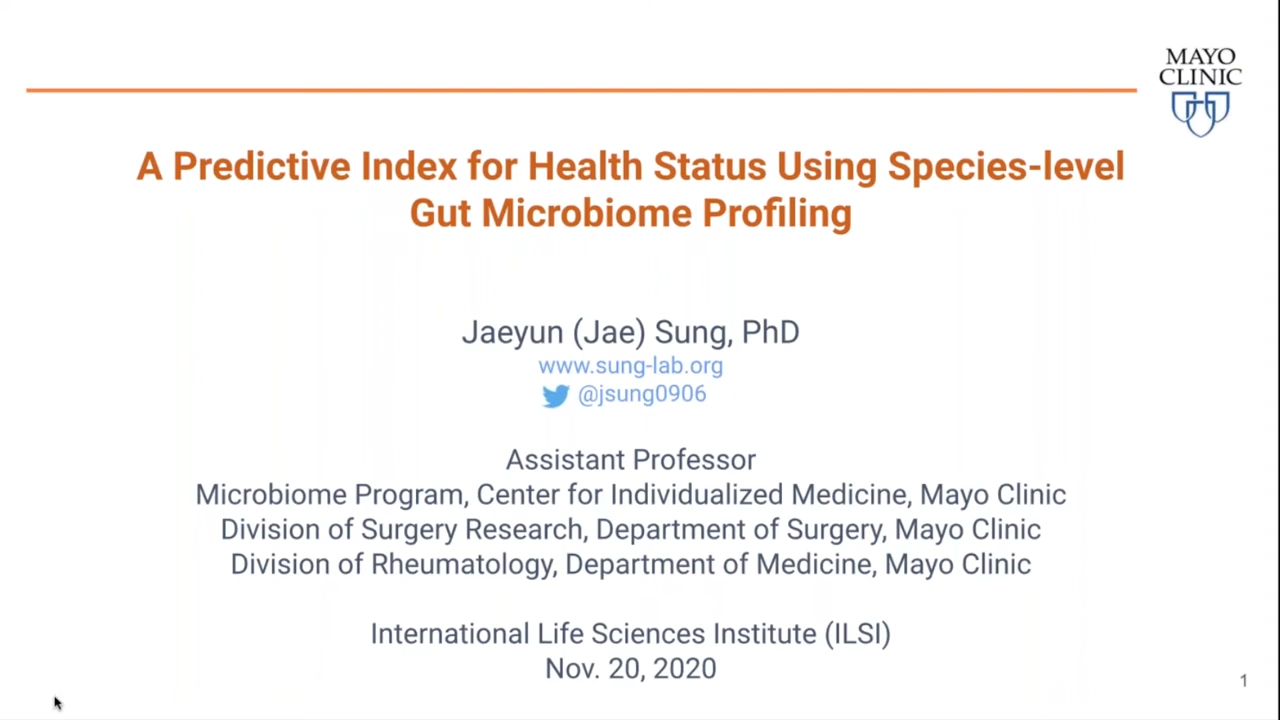 MAYO
CLINIC
A Predictive Index for Health Status Using Species-level
Gut Microbiome Profiling
Jaeyun (Jae) Sung, PhD
www.sung-lab.org
@jsung0906
Assistant Professor
Microbiome Program, Center for Individualized Medicine, Mayo Clinic
Division of Surgery Research, Department of Surgery, Mayo Clinic
Division of Rheumatology, Department of Medicine, Mayo Clinic
International Life Sciences Institute (ILSI)
Nov. 20, 2020
1